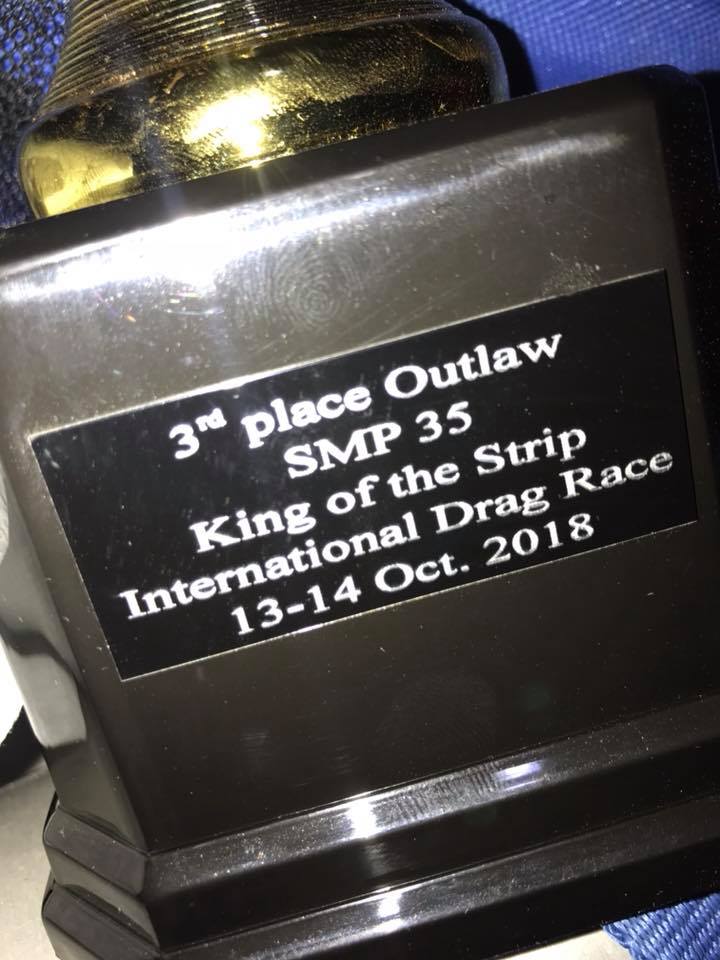 3rd place Outlaw
SMP 35
King of the Strip
International Drag Race
13-14 Oct. 2018